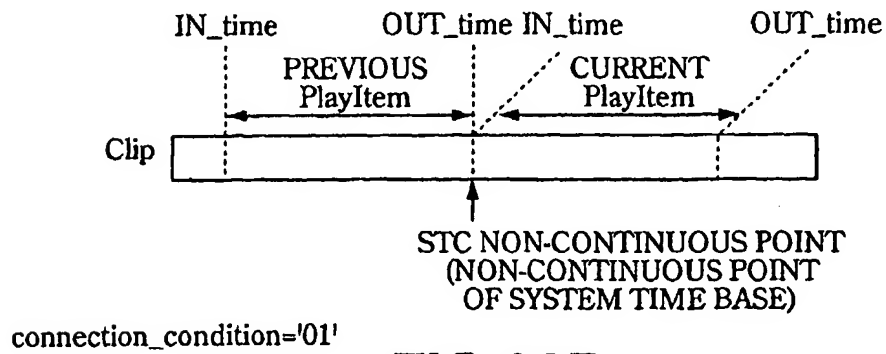 IN_time OUT_time IN_time OUT_time
PREVIOUS PlayItem
CURRENT PlayItem
Clip
STC NON-CONTINUOUS POINT
(NON-CONTINUOUS POINT
OF SYSTEM TIME BASE)
connection_condition='01'